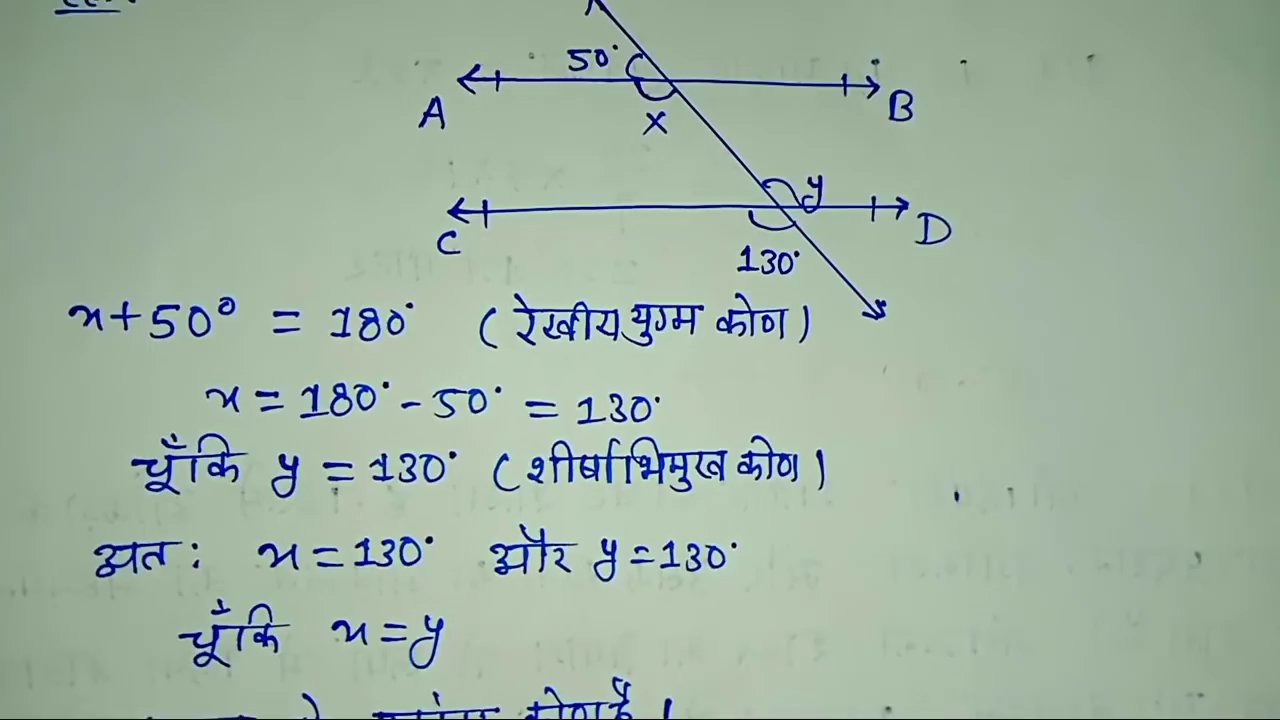 50°
A
B
x
y
C
D
130°
x+50° = 180° (रेखीय युग्म कोण)
x = 180° - 50° = 130°
चूँकि y = 130° (शीर्षाभिमुख कोण)
अत: x = 130° और y = 130°
चूँकि x = y